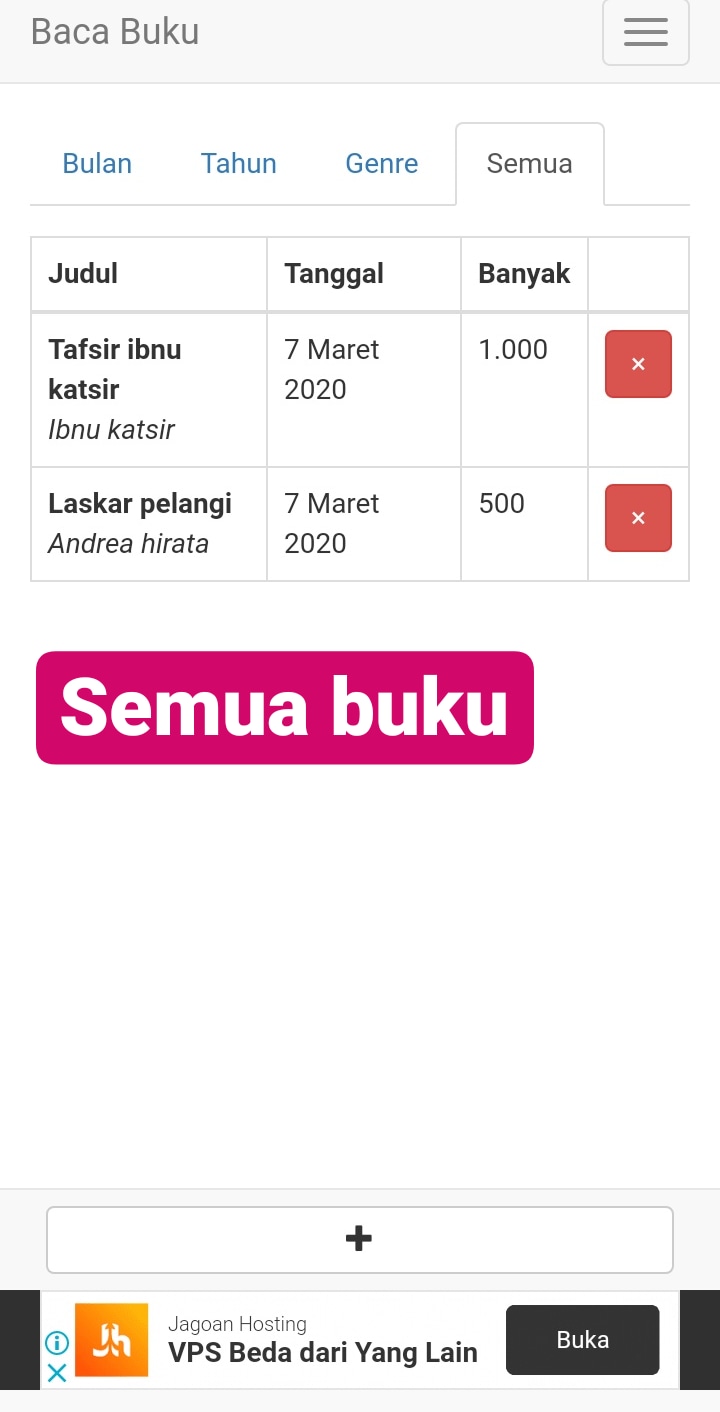 Baca Buku
Bulan Tahun Genre Semua
Judul Tanggal Banyak
Tafsir ibnu katsir
Ibnu katsir
7 Maret 2020
1.000
×
Laskar pelangi
Andrea hirata
7 Maret 2020
500
×
Semua buku
+
Jagoan Hosting
VPS Beda dari Yang Lain
Buka